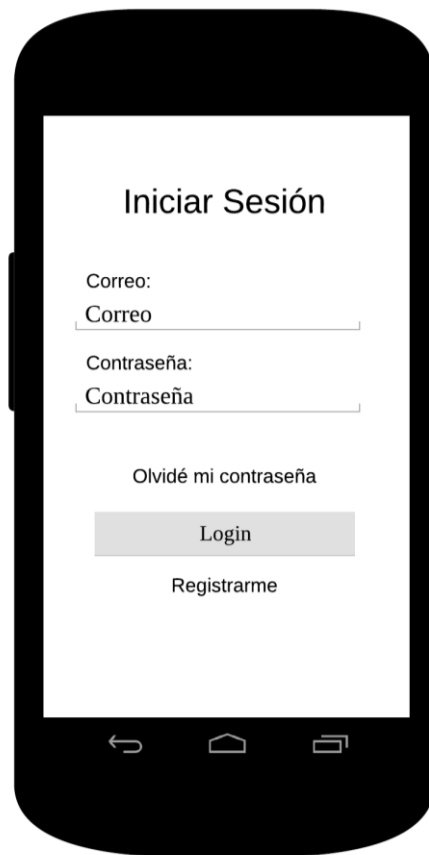 Iniciar Sesión
Correo:
Correo
Contraseña:
Contraseña
Olvidé mi contraseña
Login
Registrarme